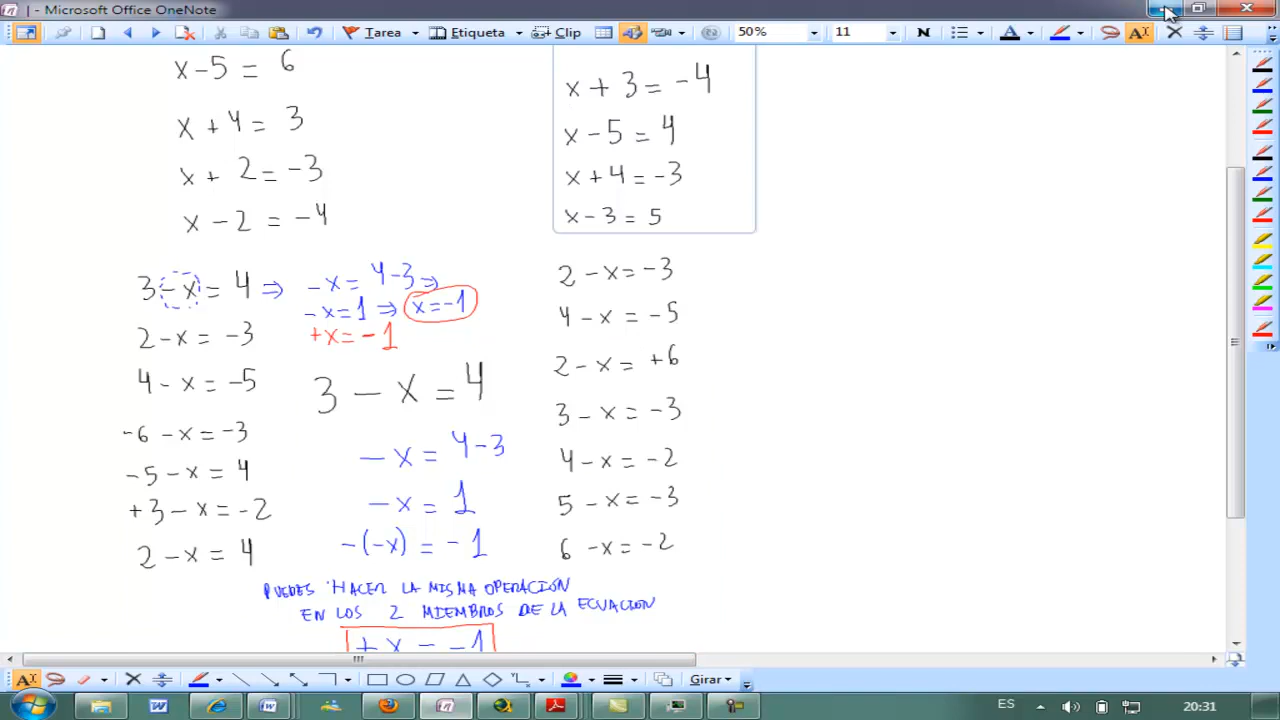 | - Microsoft Office OneNote
Tarea
Etiqueta
Clip
50%
11
N
A
A
x - 5 = 6
x + 4 = 3
x + 2 = -3
x - 2 = -4
x + 3 = -4
x - 5 = 4
x + 4 = -3
x - 3 = 5
3 - x = 4 ⇒ -x = 4-3 ⇒
-x = 1 ⇒ x = -1
+x = -1
2 - x = -3
4 - x = -5
-6 - x = -3
-5 - x = 4
+3 - x = -2
2 - x = 4
3 - x = 4
-x = 4-3
-x = 1
-(-x) = -1
PUEDES HACER LA MISMA OPERACIÓN
EN LOS 2 MIEMBROS DE LA ECUACION
+ x = -1
2 - x = -3
4 - x = -5
2 - x = +6
3 - x = -3
4 - x = -2
5 - x = -3
6 - x = -2
A
Girar
ES
20:31